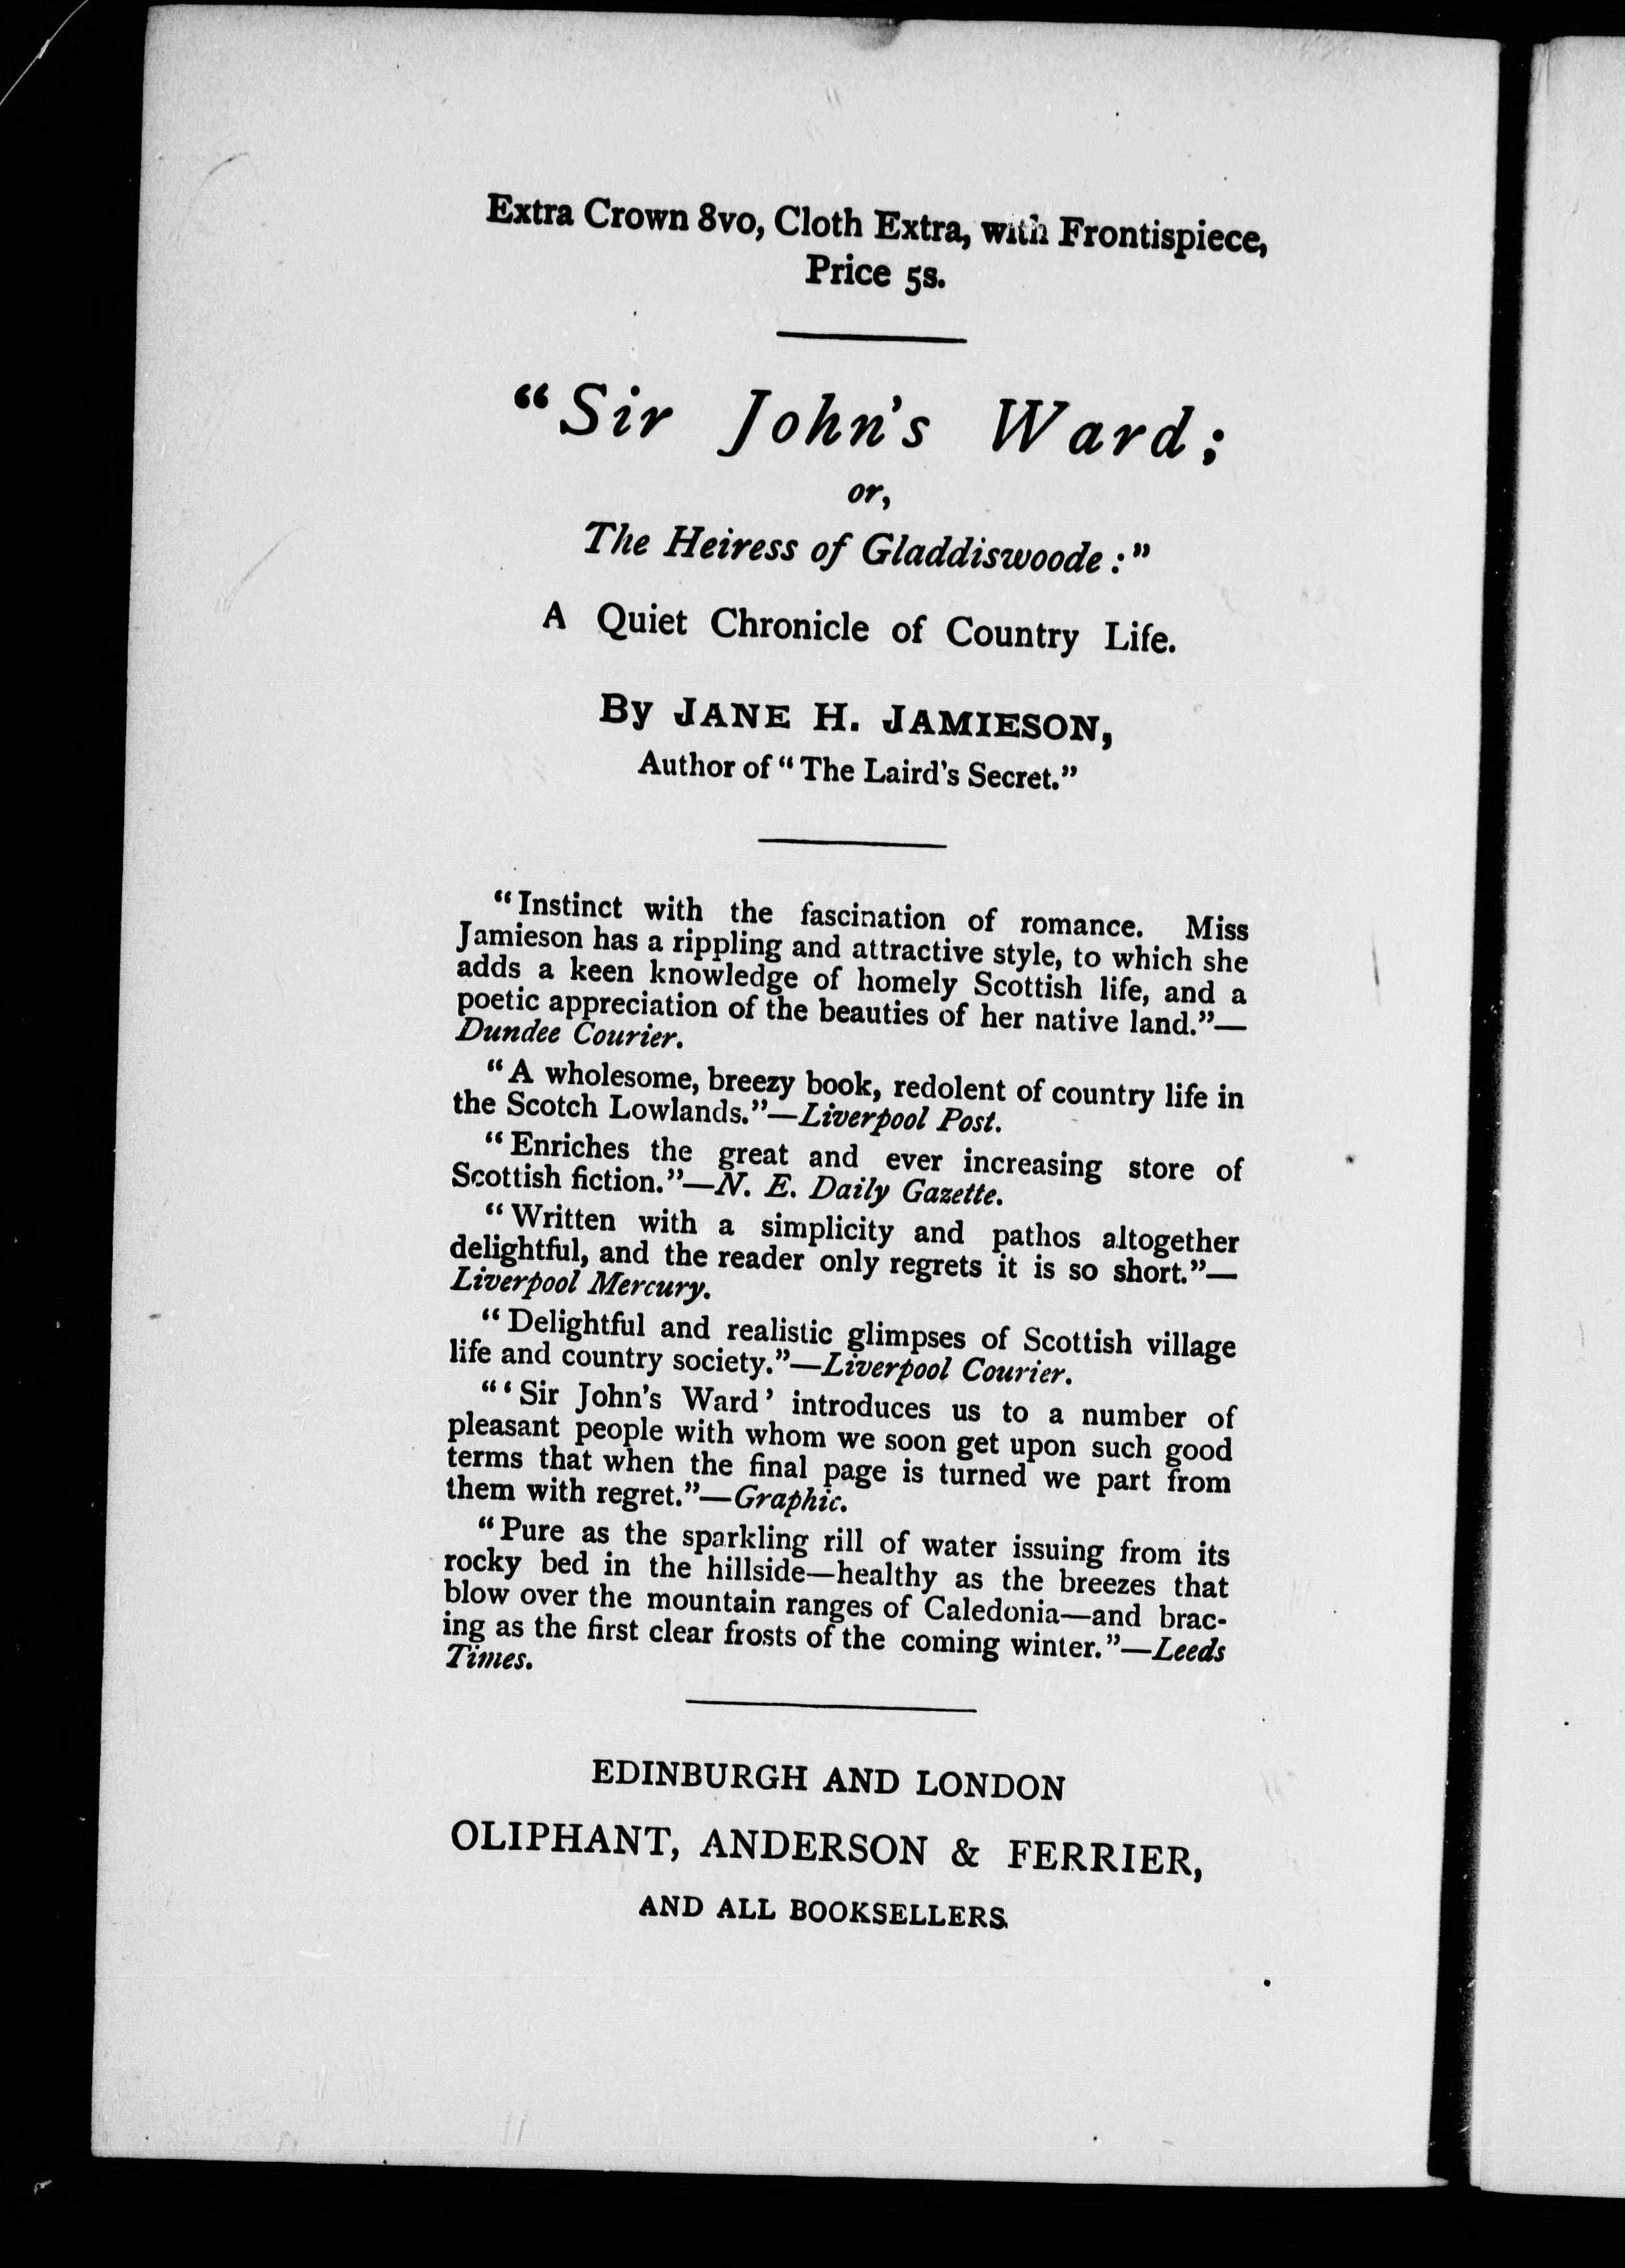 Extra Crown 8vo, Cloth Extra, with Frontispiece,
Price 5s.
“Sir John’s Ward;
or,
The Heiress of Gladdiswoode:”
A Quiet Chronicle of Country Life.
By JANE H. JAMIESON,
Author of “The Laird’s Secret.”
“Instinct with the fascination of romance. Miss
Jamieson has a rippling and attractive style, to which she
adds a keen knowledge of homely Scottish life, and a
poetic appreciation of the beauties of her native land.”—
Dundee Courier.
“A wholesome, breezy book, redolent of country life in
the Scotch Lowlands.”—Liverpool Post.
“Enriches the great and ever increasing store of
Scottish fiction.”—N. E. Daily Gazette.
“Written with a simplicity and pathos altogether
delightful, and the reader only regrets it is so short.”—
Liverpool Mercury.
“Delightful and realistic glimpses of Scottish village
life and country society.”—Liverpool Courier.
“‘Sir John’s Ward’ introduces us to a number of
pleasant people with whom we soon get upon such good
terms that when the final page is turned we part from
them with regret.”—Graphic.
“Pure as the sparkling rill of water issuing from its
rocky bed in the hillside—healthy as the breezes that
blow over the mountain ranges of Caledonia—and brac-
ing as the first clear frosts of the coming winter.”—Leeds
Times.
EDINBURGH AND LONDON
OLIPHANT, ANDERSON & FERRIER,
AND ALL BOOKSELLERS.